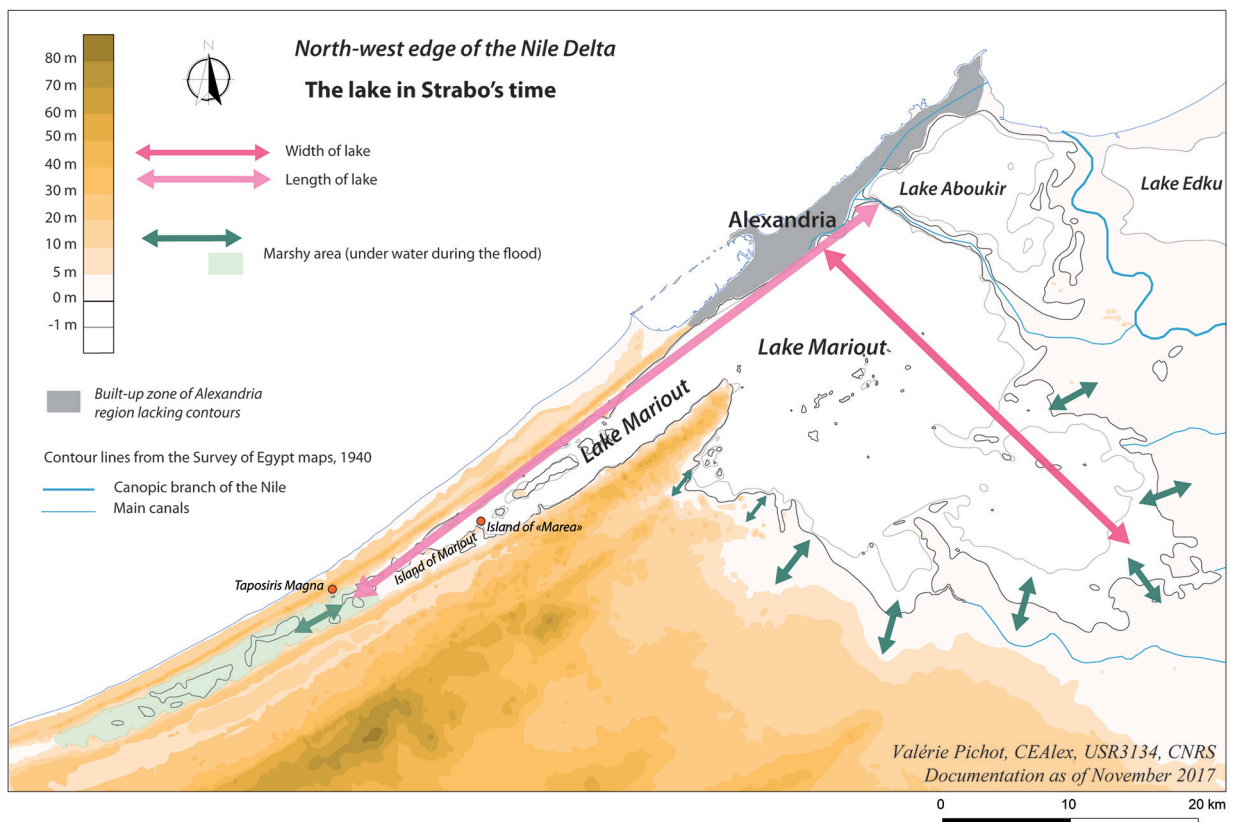 North-west edge of the Nile Delta
The lake in Strabo's time
N
80 m
70 m
60 m
50 m
40 m
30 m
20 m
10 m
5 m
0 m
-1 m
Width of lake
Length of lake
Marshy area (under water during the flood)
Built-up zone of Alexandria
region lacking contours
Contour lines from the Survey of Egypt maps, 1940
Canopic branch of the Nile
Main canals
Lake Aboukir
Lake Edku
Alexandria
Lake Mariout
Lake Mariout
Island of «Marea»
Island of Mariout
Taposiris Magna
Valérie Pichot, CEAlex, USR3134, CNRS
Documentation as of November 2017
0 10 20 km